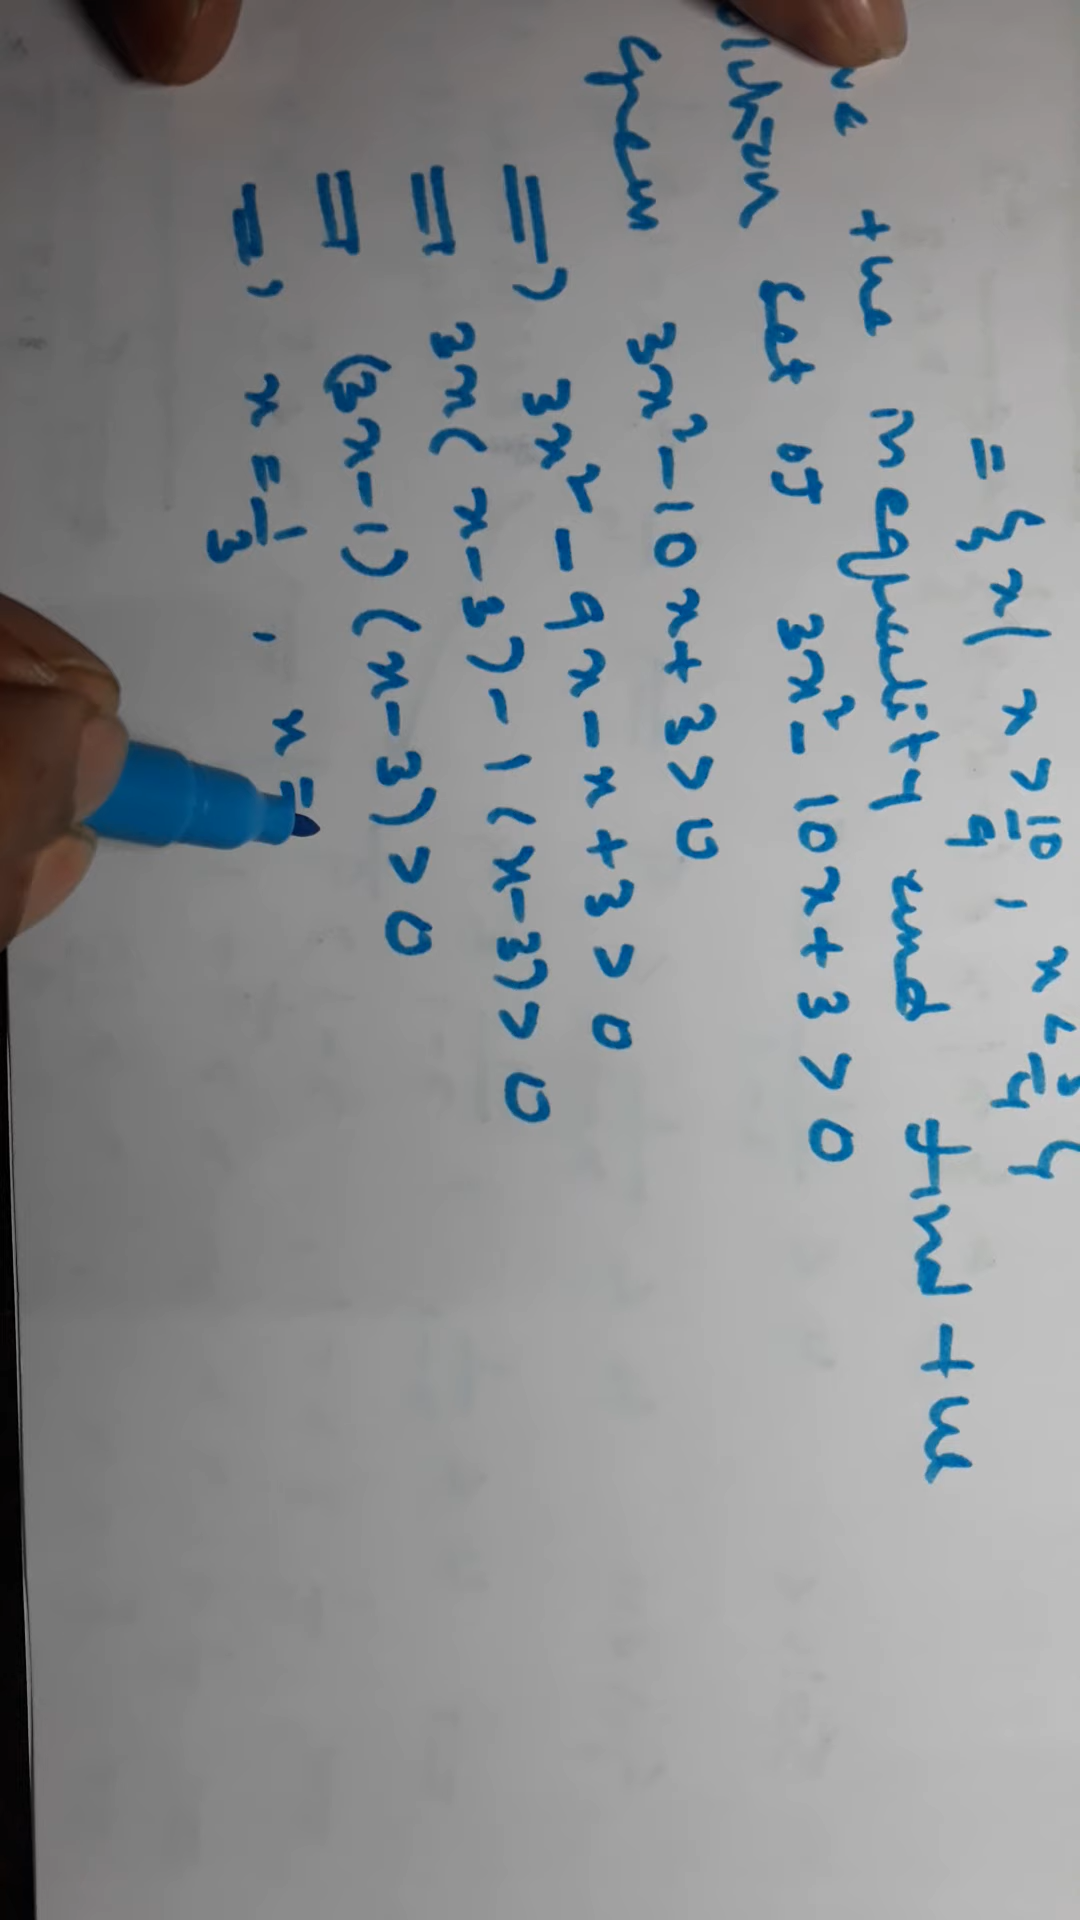 = {x| x > 10/9, x < 3/4}
the inequality and find the
solution set of 3x² - 10x + 3 > 0
Given 3x² - 10x + 3 > 0
=> 3x² - 9x - x + 3 > 0
= 3x(x - 3) - 1(x - 3) > 0
= (3x - 1)(x - 3) > 0
=> x = 1/3, x =